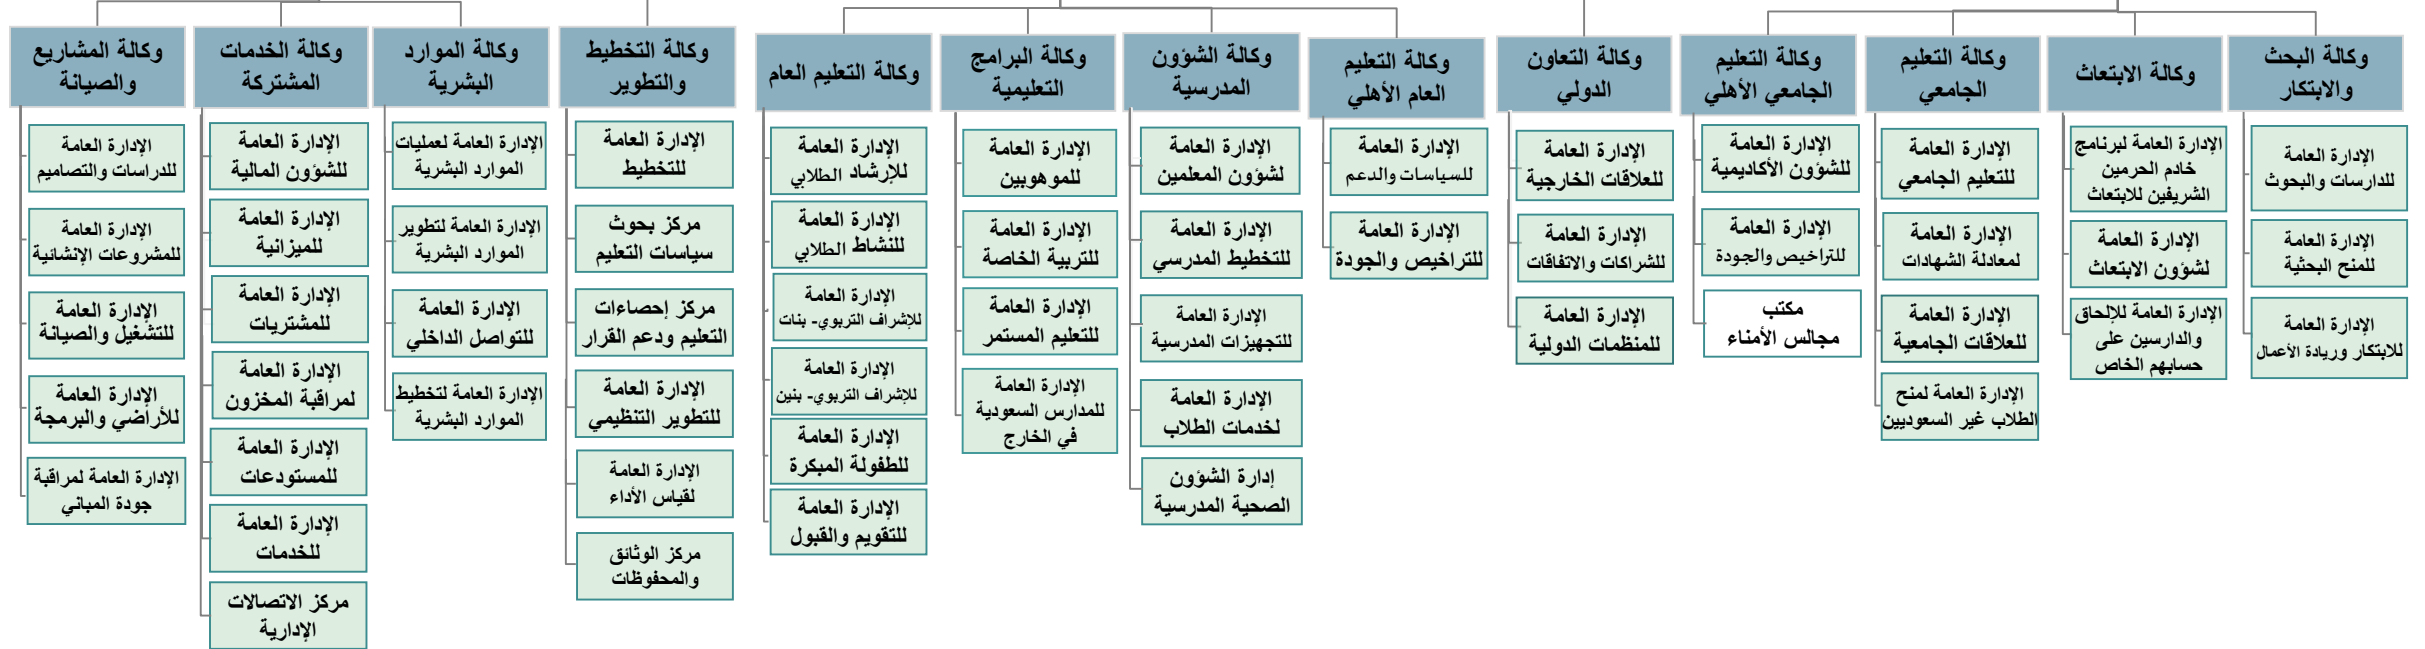 وكالة البحث
والابتكار
الإدارة العامة
للدارسات والبحوث
الإدارة العامة
للمنح البحثية
الإدارة العامة
للابتكار وريادة الأعمال
وكالة الابتعاث
الإدارة العامة لبرنامج
خادم الحرمين
الشريفين للابتعاث
الإدارة العامة
لشؤون الابتعاث
الإدارة العامة للإلحاق
والدارسين على
حسابهم الخاص
وكالة التعليم
الجامعي
الإدارة العامة
للتعليم الجامعي
الإدارة العامة
لمعادلة الشهادات
الإدارة العامة
للعلاقات الجامعية
الإدارة العامة لمنح
الطلاب غير السعوديين
وكالة التعليم
الجامعي الأهلي
الإدارة العامة
للشؤون الأكاديمية
الإدارة العامة
للتراخيص والجودة
مكتب
مجالس الأمناء
وكالة التعاون
الدولي
الإدارة العامة
للعلاقات الخارجية
الإدارة العامة
للشراكات والاتفاقات
الإدارة العامة
للمنظمات الدولية
وكالة التعليم
العام الأهلي
الإدارة العامة
للسياسات والدعم
الإدارة العامة
للتراخيص والجودة
وكالة الشؤون
المدرسية
الإدارة العامة
لشؤون المعلمين
الإدارة العامة
للتخطيط المدرسي
الإدارة العامة
للتجهيزات المدرسية
الإدارة العامة
لخدمات الطلاب
إدارة الشؤون
الصحية المدرسية
وكالة البرامج
التعليمية
الإدارة العامة
للموهوبين
الإدارة العامة
للتربية الخاصة
الإدارة العامة
للتعليم المستمر
الإدارة العامة
للمدارس السعودية
في الخارج
وكالة التعليم العام
الإدارة العامة
للإرشاد الطلابي
الإدارة العامة
للنشاط الطلابي
الإدارة العامة
للإشراف التربوي- بنات
الإدارة العامة
للإشراف التربوي- بنين
الإدارة العامة
للطفولة المبكرة
الإدارة العامة
للتقويم والقبول
وكالة التخطيط
والتطوير
الإدارة العامة
للتخطيط
مركز بحوث
سياسات التعليم
مركز إحصاءات
التعليم ودعم القرار
الإدارة العامة
للتطوير التنظيمي
الإدارة العامة
لقياس الأداء
مركز الوثائق
والمحفوظات
وكالة الموارد
البشرية
الإدارة العامة لعمليات
الموارد البشرية
الإدارة العامة لتطوير
الموارد البشرية
الإدارة العامة
للتواصل الداخلي
الإدارة العامة لتخطيط
الموارد البشرية
وكالة الخدمات
المشتركة
الإدارة العامة
للشؤون المالية
الإدارة العامة
للميزانية
الإدارة العامة
للمشتريات
الإدارة العامة
لمراقبة المخزون
الإدارة العامة
للمستودعات
الإدارة العامة
للخدمات
مركز الاتصالات
الإدارية
وكالة المشاريع
والصيانة
الإدارة العامة
للدراسات والتصاميم
الإدارة العامة
للمشروعات الإنشائية
الإدارة العامة
للتشغيل والصيانة
الإدارة العامة
للأراضي والبرمجة
الإدارة العامة لمراقبة
جودة المباني